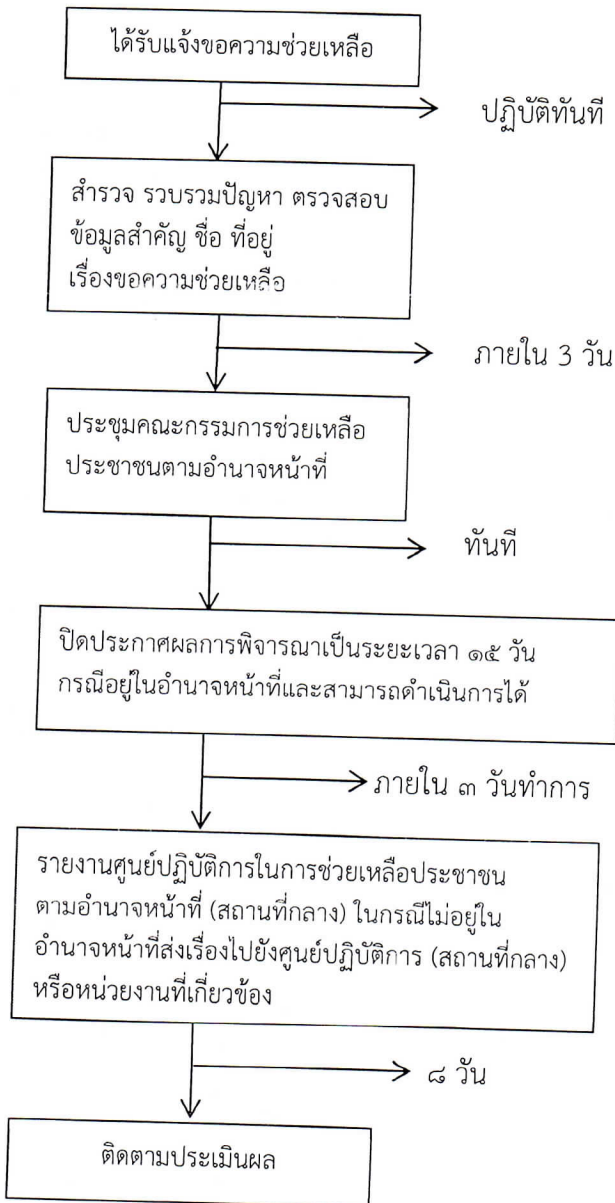 ได้รับแจ้งขอความช่วยเหลือ
ปฏิบัติทันที
สำรวจ รวบรวมปัญหา ตรวจสอบ
ข้อมูลสำคัญ ชื่อ ที่อยู่
เรื่องขอความช่วยเหลือ
ภายใน 3 วัน
ประชุมคณะกรรมการช่วยเหลือ
ประชาชนตามอำนาจหน้าที่
ทันที
ปิดประกาศผลการพิจารณาเป็นระยะเวลา ๑๕ วัน
กรณีอยู่ในอำนาจหน้าที่และสามารถดำเนินการได้
ภายใน ๓ วันทำการ
รายงานศูนย์ปฏิบัติการในการช่วยเหลือประชาชน
ตามอำนาจหน้าที่ (สถานที่กลาง) ในกรณีไม่อยู่ใน
อำนาจหน้าที่ส่งเรื่องไปยังศูนย์ปฏิบัติการ (สถานที่กลาง)
หรือหน่วยงานที่เกี่ยวข้อง
๘ วัน
ติดตามประเมินผล